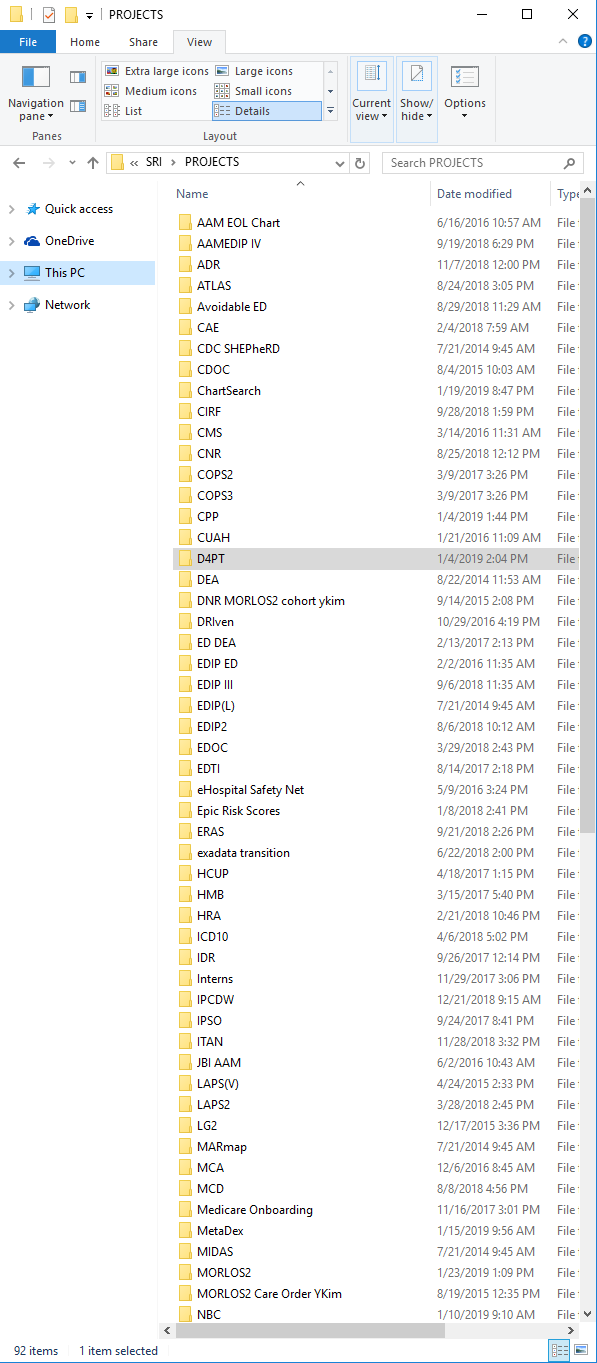 PROJECTS
File Home Share View
Navigation pane
Extra large icons Large icons
Medium icons Small icons
List Details
Current view
Show/ hide
Options
Panes Layout
« SRI > PROJECTS Search PROJECTS
Quick access
OneDrive
This PC
Network
Name Date modified Type
AAM EOL Chart 6/16/2016 10:57 AM File
AAMEDIP IV 9/19/2018 6:29 PM File
ADR 11/7/2018 12:00 PM File
ATLAS 8/24/2018 3:05 PM File
Avoidable ED 8/29/2018 11:29 AM File
CAE 2/4/2018 7:59 AM File
CDC SHEPheRD 7/21/2014 9:45 AM File
CDOC 8/4/2015 10:03 AM File
ChartSearch 1/19/2019 8:47 PM File
CIRF 9/28/2018 1:59 PM File
CMS 3/14/2016 11:31 AM File
CNR 8/25/2018 12:12 PM File
COPS2 3/9/2017 3:26 PM File
COPS3 3/9/2017 3:26 PM File
CPP 1/4/2019 1:44 PM File
CUAH 1/21/2016 11:09 AM File
D4PT 1/4/2019 2:04 PM File
DEA 8/22/2014 11:53 AM File
DNR MORLOS2 cohort ykim 9/14/2015 2:08 PM File
DRIven 10/29/2016 4:19 PM File
ED DEA 2/13/2017 2:13 PM File
EDIP ED 2/2/2016 11:35 AM File
EDIP III 9/6/2018 11:35 AM File
EDIP(L) 7/21/2014 9:45 AM File
EDIP2 8/6/2018 10:12 AM File
EDOC 3/29/2018 2:43 PM File
EDTI 8/14/2017 2:18 PM File
eHospital Safety Net 5/9/2016 3:24 PM File
Epic Risk Scores 1/8/2018 2:41 PM File
ERAS 9/21/2018 2:26 PM File
exadata transition 6/22/2018 2:00 PM File
HCUP 4/18/2017 1:15 PM File
HMB 3/15/2017 5:40 PM File
HRA 2/21/2018 10:46 PM File
ICD10 4/6/2018 5:02 PM File
IDR 9/26/2017 12:14 PM File
Interns 11/29/2017 3:06 PM File
IPCDW 12/21/2018 9:15 AM File
IPSO 9/24/2017 8:41 PM File
ITAN 11/28/2018 3:32 PM File
JBI AAM 6/2/2016 10:43 AM File
LAPS(V) 4/24/2015 2:33 PM File
LAPS2 3/28/2018 2:45 PM File
LG2 12/17/2015 3:36 PM File
MARmap 7/21/2014 9:45 AM File
MCA 12/6/2016 8:45 AM File
MCD 8/8/2018 4:56 PM File
Medicare Onboarding 11/16/2017 3:01 PM File
MetaDex 1/15/2019 9:56 AM File
MIDAS 7/21/2014 9:45 AM File
MORLOS2 1/23/2019 1:09 PM File
MORLOS2 Care Order YKim 8/19/2015 12:35 PM File
NBC 1/10/2019 9:10 AM File
92 items 1 item selected